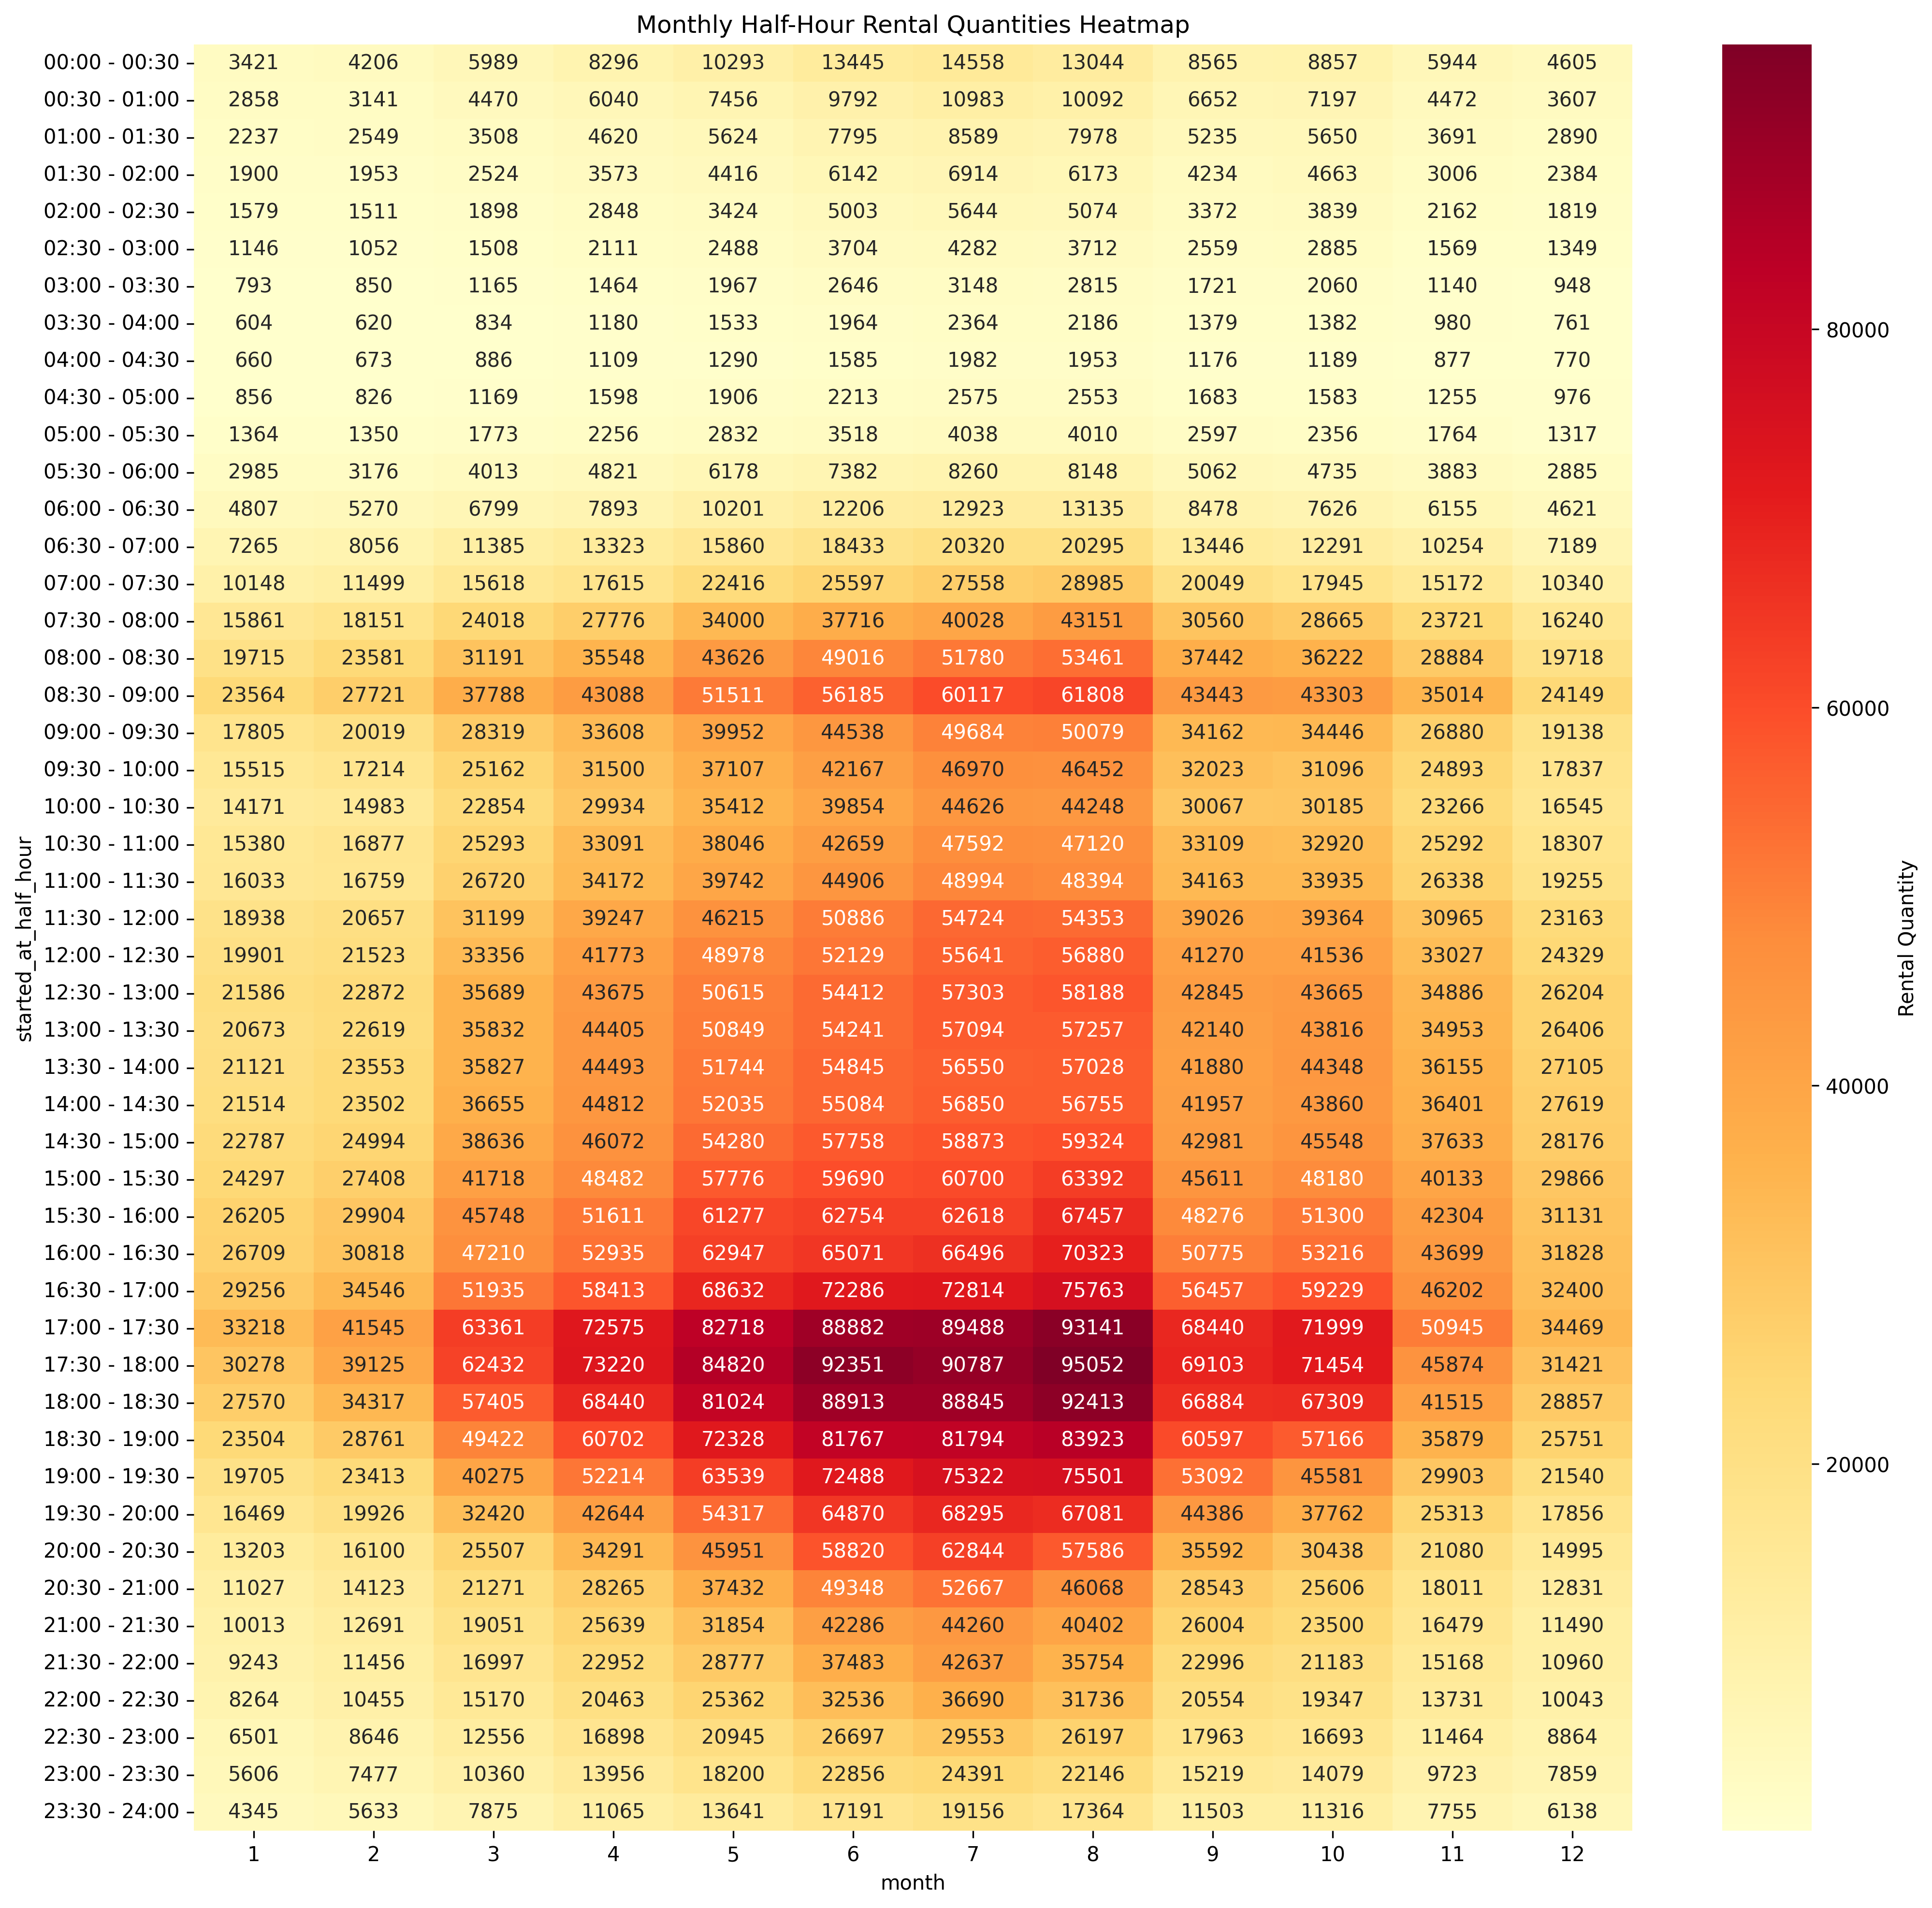 Monthly Half-Hour Rental Quantities Heatmap
00:00 - 00:30 3421 4206 5989 8296 10293 13445 14558 13044 8565 8857 5944 4605
00:30 - 01:00 2858 3141 4470 6040 7456 9792 10983 10092 6652 7197 4472 3607
01:00 - 01:30 2237 2549 3508 4620 5624 7795 8589 7978 5235 5650 3691 2890
01:30 - 02:00 1900 1953 2524 3573 4416 6142 6914 6173 4234 4663 3006 2384
02:00 - 02:30 1579 1511 1898 2848 3424 5003 5644 5074 3372 3839 2162 1819
02:30 - 03:00 1146 1052 1508 2111 2488 3704 4282 3712 2559 2885 1569 1349
03:00 - 03:30 793 850 1165 1464 1967 2646 3148 2815 1721 2060 1140 948
03:30 - 04:00 604 620 834 1180 1533 1964 2364 2186 1379 1382 980 761
04:00 - 04:30 660 673 886 1109 1290 1585 1982 1953 1176 1189 877 770
04:30 - 05:00 856 826 1169 1598 1906 2213 2575 2553 1683 1583 1255 976
05:00 - 05:30 1364 1350 1773 2256 2832 3518 4038 4010 2597 2356 1764 1317
05:30 - 06:00 2985 3176 4013 4821 6178 7382 8260 8148 5062 4735 3883 2885
06:00 - 06:30 4807 5270 6799 7893 10201 12206 12923 13135 8478 7626 6155 4621
06:30 - 07:00 7265 8056 11385 13323 15860 18433 20320 20295 13446 12291 10254 7189
07:00 - 07:30 10148 11499 15618 17615 22416 25597 27558 28985 20049 17945 15172 10340
07:30 - 08:00 15861 18151 24018 27776 34000 37716 40028 43151 30560 28665 23721 16240
08:00 - 08:30 19715 23581 31191 35548 43626 49016 51780 53461 37442 36222 28884 19718
08:30 - 09:00 23564 27721 37788 43088 51511 56185 60117 61808 43443 43303 35014 24149
09:00 - 09:30 17805 20019 28319 33608 39952 44538 49684 50079 34162 34446 26880 19138
09:30 - 10:00 15515 17214 25162 31500 37107 42167 46970 46452 32023 31096 24893 17837
10:00 - 10:30 14171 14983 22854 29934 35412 39854 44626 44248 30067 30185 23266 16545
10:30 - 11:00 15380 16877 25293 33091 38046 42659 47592 47120 33109 32920 25292 18307
11:00 - 11:30 16033 16759 26720 34172 39742 44906 48994 48394 34163 33935 26338 19255
11:30 - 12:00 18938 20657 31199 39247 46215 50886 54724 54353 39026 39364 30965 23163
12:00 - 12:30 19901 21523 33356 41773 48978 52129 55641 56880 41270 41536 33027 24329
12:30 - 13:00 21586 22872 35689 43675 50615 54412 57303 58188 42845 43665 34886 26204
13:00 - 13:30 20673 22619 35832 44405 50849 54241 57094 57257 42140 43816 34953 26406
13:30 - 14:00 21121 23553 35827 44493 51744 54845 56550 57028 41880 44348 36155 27105
14:00 - 14:30 21514 23502 36655 44812 52035 55084 56850 56755 41957 43860 36401 27619
14:30 - 15:00 22787 24994 38636 46072 54280 57758 58873 59324 42981 45548 37633 28176
15:00 - 15:30 24297 27408 41718 48482 57776 59690 60700 63392 45611 48180 40133 29866
15:30 - 16:00 26205 29904 45748 51611 61277 62754 62618 67457 48276 51300 42304 31131
16:00 - 16:30 26709 30818 47210 52935 62947 65071 66496 70323 50775 53216 43699 31828
16:30 - 17:00 29256 34546 51935 58413 68632 72286 72814 75763 56457 59229 46202 32400
17:00 - 17:30 33218 41545 63361 72575 82718 88882 89488 93141 68440 71999 50945 34469
17:30 - 18:00 30278 39125 62432 73220 84820 92351 90787 95052 69103 71454 45874 31421
18:00 - 18:30 27570 34317 57405 68440 81024 88913 88845 92413 66884 67309 41515 28857
18:30 - 19:00 23504 28761 49422 60702 72328 81767 81794 83923 60597 57166 35879 25751
19:00 - 19:30 19705 23413 40275 52214 63539 72488 75322 75501 53092 45581 29903 21540
19:30 - 20:00 16469 19926 32420 42644 54317 64870 68295 67081 44386 37762 25313 17856
20:00 - 20:30 13203 16100 25507 34291 45951 58820 62844 57586 35592 30438 21080 14995
20:30 - 21:00 11027 14123 21271 28265 37432 49348 52667 46068 28543 25606 18011 12831
21:00 - 21:30 10013 12691 19051 25639 31854 42286 44260 40402 26004 23500 16479 11490
21:30 - 22:00 9243 11456 16997 22952 28777 37483 42637 35754 22996 21183 15168 10960
22:00 - 22:30 8264 10455 15170 20463 25362 32536 36690 31736 20554 19347 13731 10043
22:30 - 23:00 6501 8646 12556 16898 20945 26697 29553 26197 17963 16693 11464 8864
23:00 - 23:30 5606 7477 10360 13956 18200 22856 24391 22146 15219 14079 9723 7859
23:30 - 24:00 4345 5633 7875 11065 13641 17191 19156 17364 11503 11316 7755 6138
1 2 3 4 5 6 7 8 9 10 11 12
month
started_at_half_hour
80000
60000
40000
20000
Rental Quantity